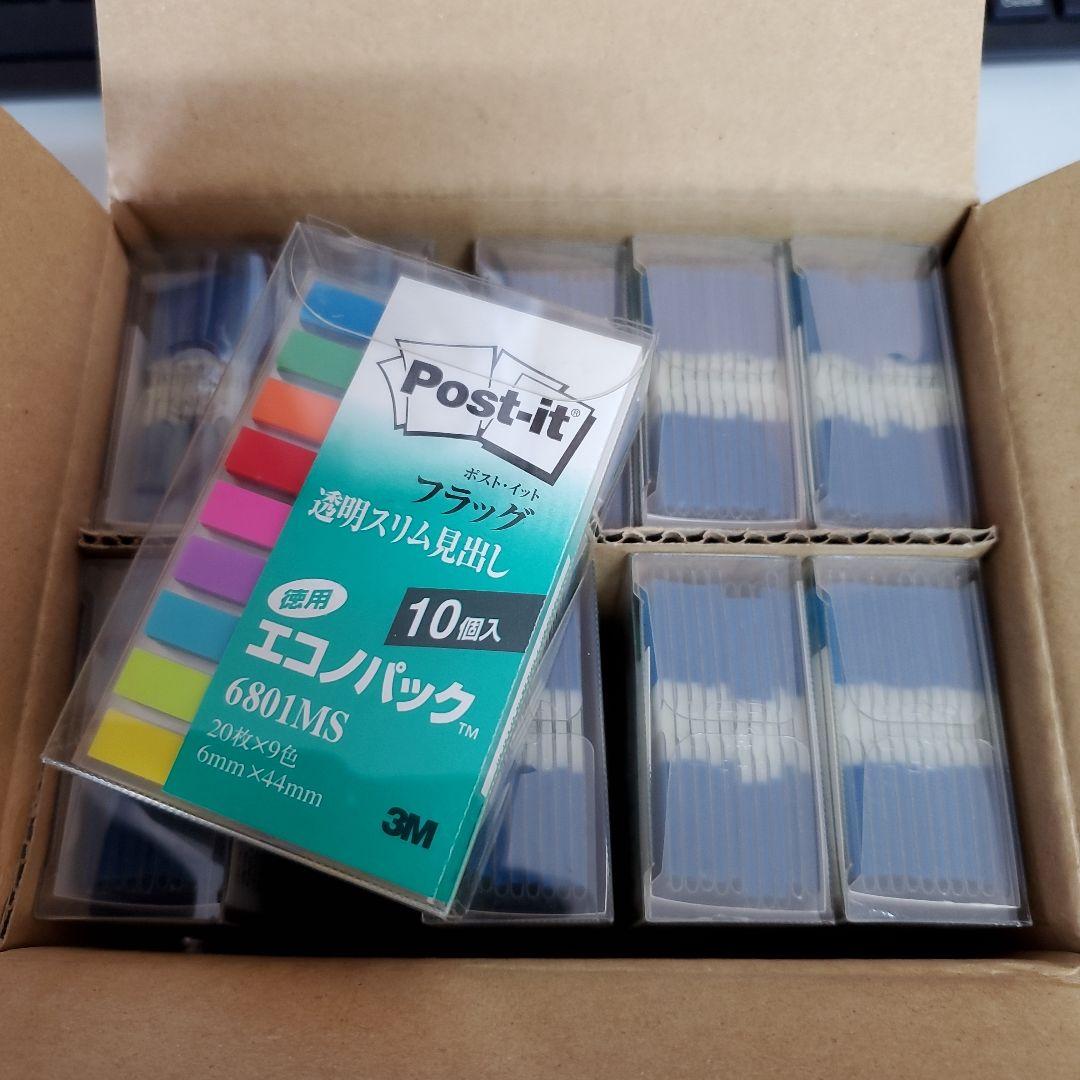 Post-it®
ポスト・イット
フラッグ
透明スリム見出し
徳用
10個入
エコノパック™
6801MS
20枚×9色
6mm×44mm
3M